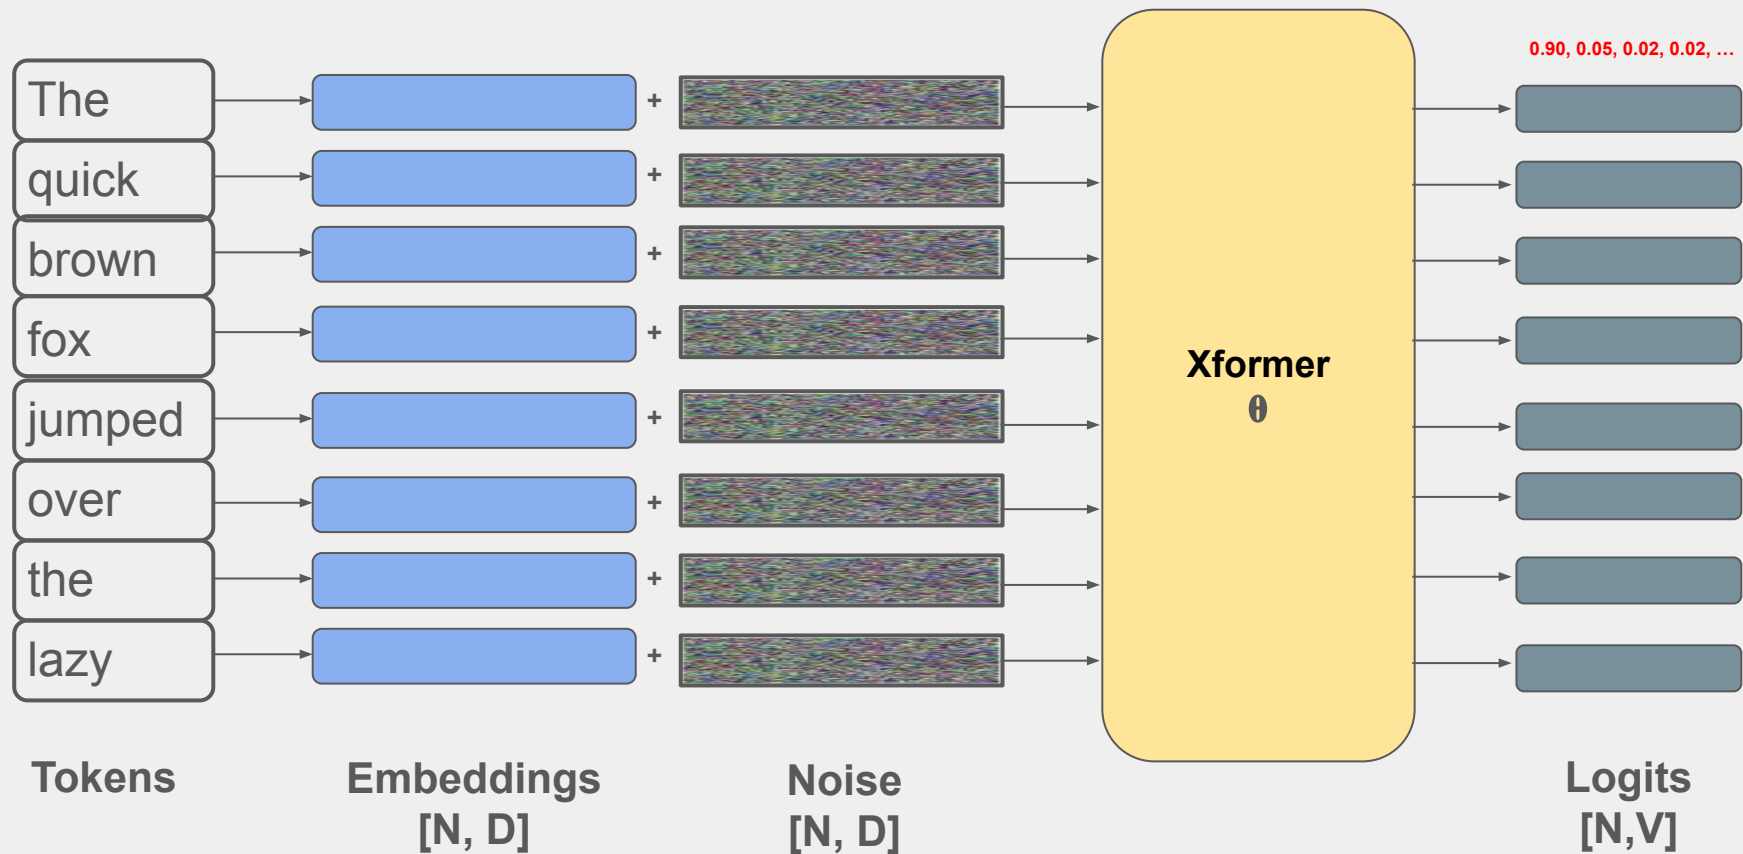 0.90, 0.05, 0.02, 0.02, ...
The
+
quick
+
brown
+
fox
+
jumped
+
over
+
the
+
lazy
+
Xformer
θ
Tokens
Embeddings
[N, D]
Noise
[N, D]
Logits
[N,V]